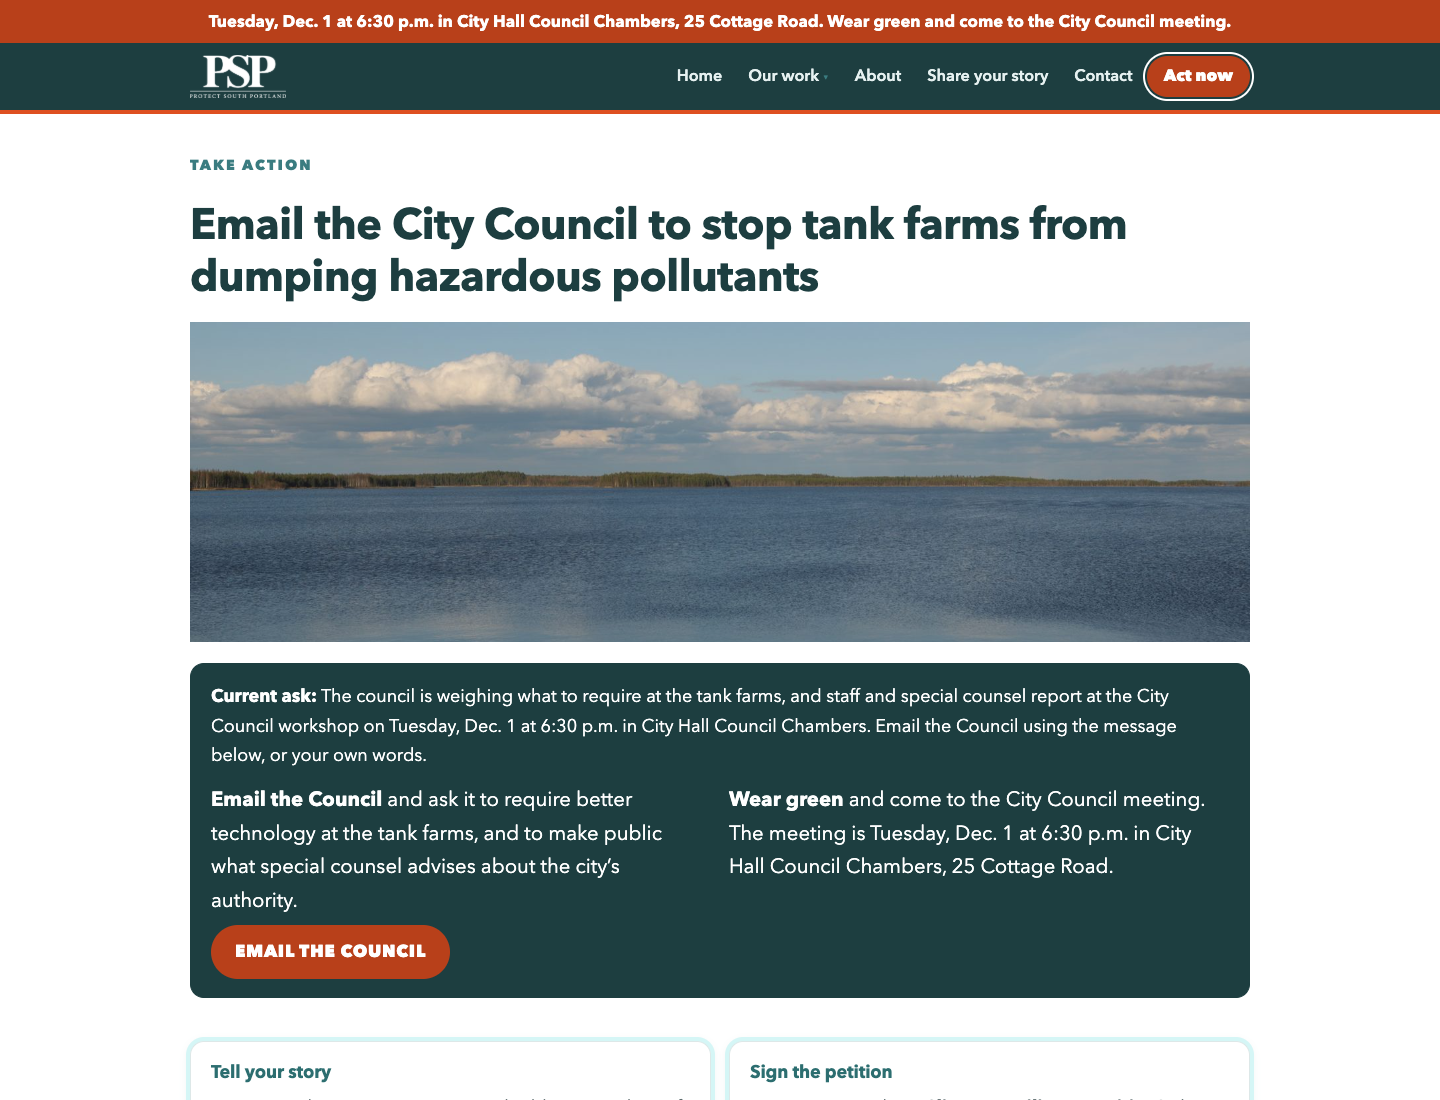 Tuesday, Dec. 1 at 6:30 p.m. in City Hall Council Chambers, 25 Cottage Road. Wear green and come to the City Council meeting.
PSP
PROTECT SOUTH PORTLAND
Home
Our work
About
Share your story
Contact
Act now
TAKE ACTION
Email the City Council to stop tank farms from
dumping hazardous pollutants
Current ask: The council is weighing what to require at the tank farms, and staff and special counsel report at the City
Council workshop on Tuesday, Dec. 1 at 6:30 p.m. in City Hall Council Chambers. Email the Council using the message
below, or your own words.
Email the Council and ask it to require better
technology at the tank farms, and to make public
what special counsel advises about the city’s
authority.
EMAIL THE COUNCIL
Wear green and come to the City Council meeting.
The meeting is Tuesday, Dec. 1 at 6:30 p.m. in City
Hall Council Chambers, 25 Cottage Road.
Tell your story
Sign the petition